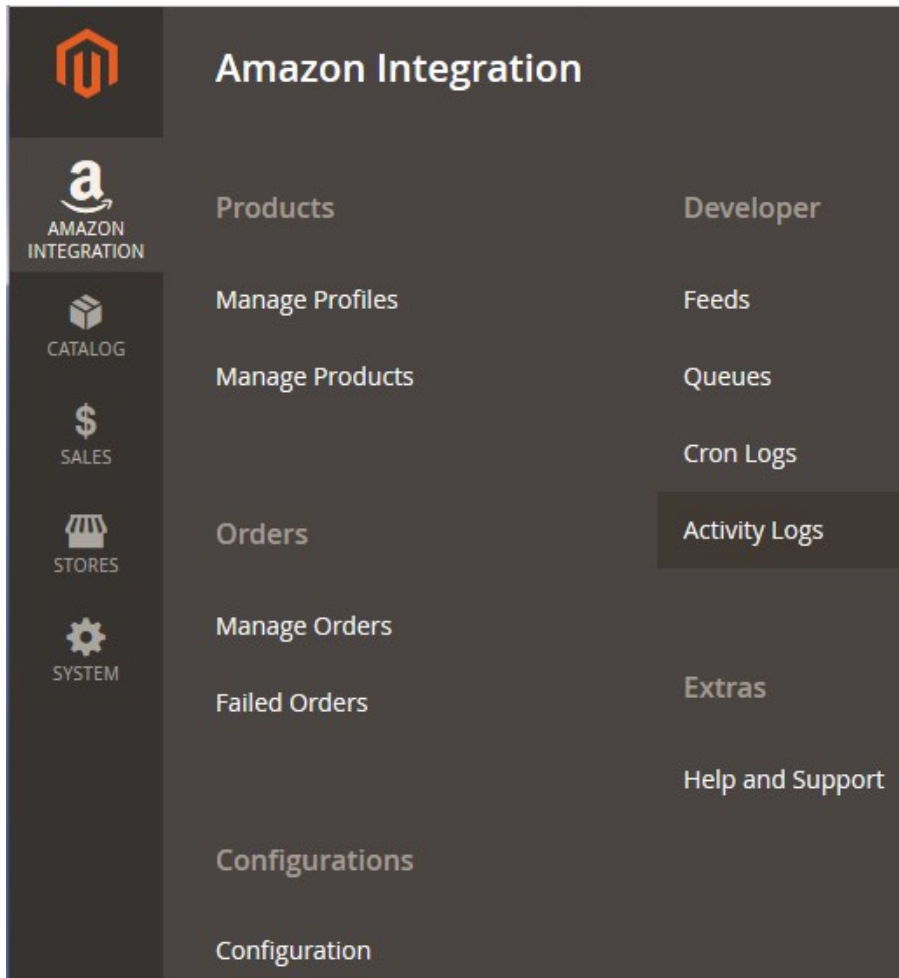 Amazon Integration
AMAZON
INTEGRATION
CATALOG
SALES
STORES
SYSTEM
Products
Manage Profiles
Manage Products
Orders
Manage Orders
Failed Orders
Configurations
Configuration
Developer
Feeds
Queues
Cron Logs
Activity Logs
Extras
Help and Support